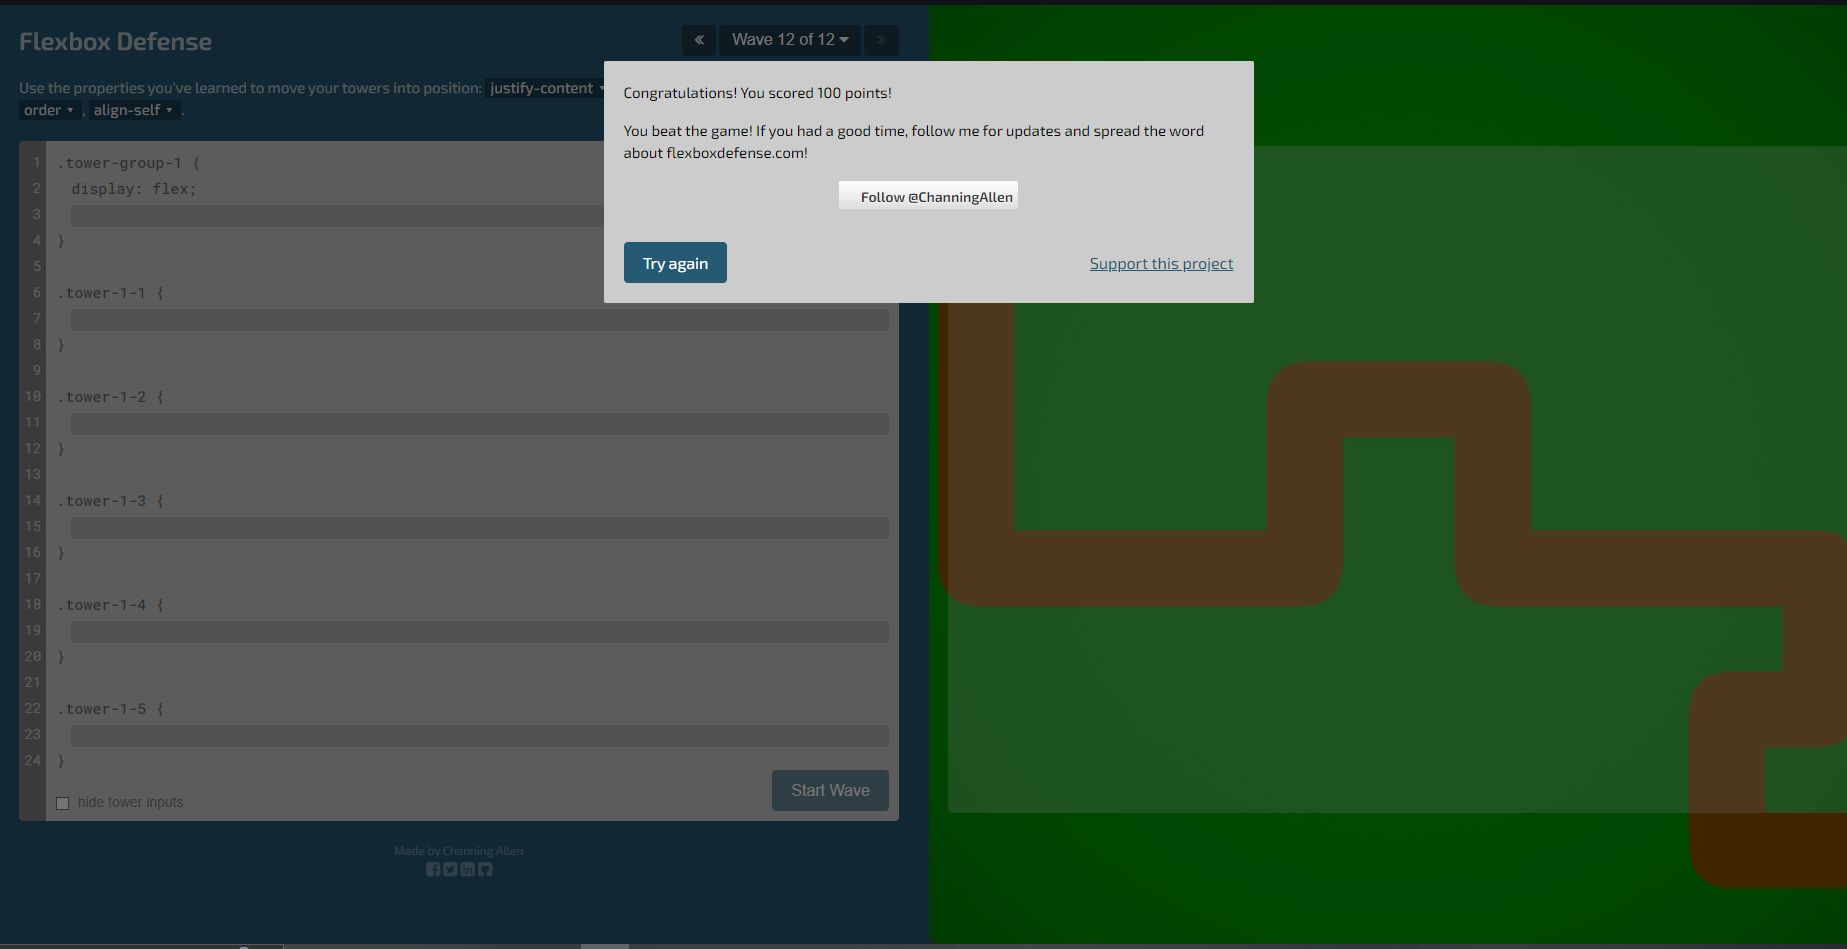 Flexbox Defense
«
Wave 12 of 12
»
Use the properties you've learned to move your towers into position: justify-content
order , align-self .
Congratulations! You scored 100 points!
You beat the game! If you had a good time, follow me for updates and spread the word
about flexboxdefense.com!
Follow @ChanningAllen
Try again
Support this project
1 .tower-group-1 {
2 display: flex;
3
4 }
5
6 .tower-1-1 {
7
8 }
9
10 .tower-1-2 {
11
12 }
13
14 .tower-1-3 {
15
16 }
17
18 .tower-1-4 {
19
20 }
21
22 .tower-1-5 {
23
24 }
hide tower inputs
Start Wave
Made by Channing Allen